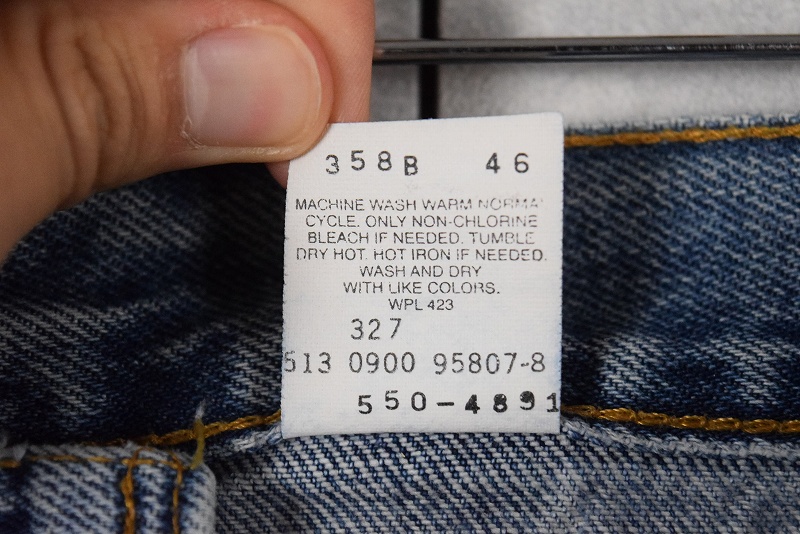 358B 46
MACHINE WASH WARM NORMAL
CYCLE. ONLY NON-CHLORINE
BLEACH IF NEEDED. TUMBLE
DRY HOT. HOT IRON IF NEEDED.
WASH AND DRY
WITH LIKE COLORS.
WPL 423
327
513 0900 95807-8
550-4891